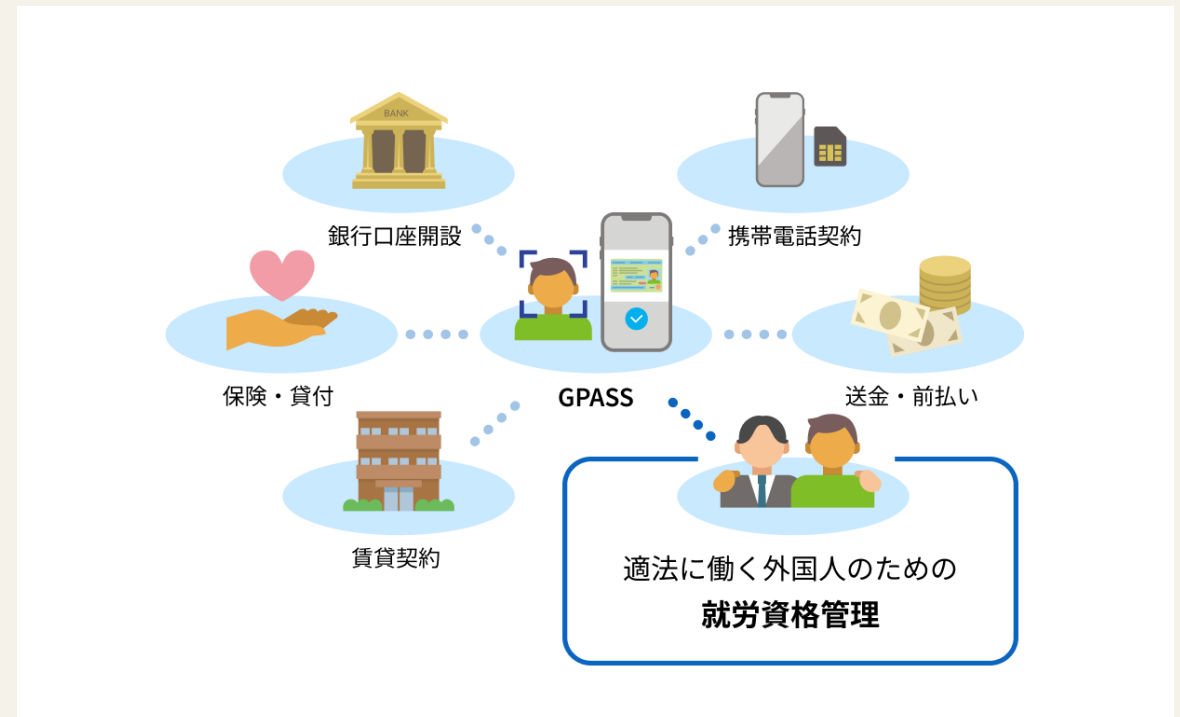 BANK
銀行口座開設
携帯電話契約
保険・貸付
GPASS
送金・前払い
賃貸契約
適法に働く外国人のための
就労資格管理